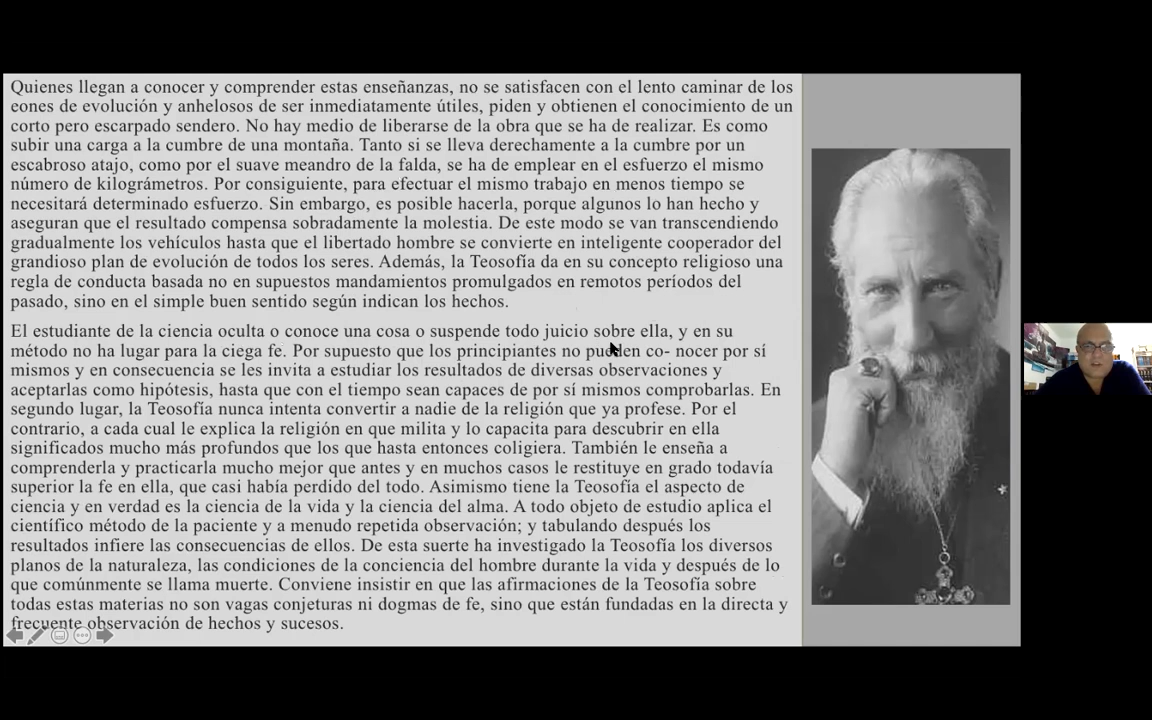 Quienes llegan a conocer y comprender estas enseñanzas, no se satisfacen con el lento caminar de los
eones de evolución y anhelosos de ser inmediatamente útiles, piden y obtienen el conocimiento de un
corto pero escarpado sendero. No hay medio de liberarse de la obra que se ha de realizar. Es como
subir una carga a la cumbre de una montaña. Tanto si se lleva derechamente a la cumbre por un
escabroso atajo, como por el suave meandro de la falda, se ha de emplear en el esfuerzo el mismo
número de kilográmetros. Por consiguiente, para efectuar el mismo trabajo en menos tiempo se
necesitará determinado esfuerzo. Sin embargo, es posible hacerla, porque algunos lo han hecho y
aseguran que el resultado compensa sobradamente la molestia. De este modo se van transcendiendo
gradualmente los vehículos hasta que el libertado hombre se convierte en inteligente cooperador del
grandioso plan de evolución de todos los seres. Además, la Teosofía da en su concepto religioso una
regla de conducta basada no en supuestos mandamientos promulgados en remotos períodos del
pasado, sino en el simple buen sentido según indican los hechos.
El estudiante de la ciencia oculta o conoce una cosa o suspende todo juicio sobre ella, y en su
método no ha lugar para la ciega fe. Por supuesto que los principiantes no pueden co- nocer por sí
mismos y en consecuencia se les invita a estudiar los resultados de diversas observaciones y
aceptarlas como hipótesis, hasta que con el tiempo sean capaces de por sí mismos comprobarlas. En
segundo lugar, la Teosofía nunca intenta convertir a nadie de la religión que ya profese. Por el
contrario, a cada cual le explica la religión en que milita y lo capacita para descubrir en ella
significados mucho más profundos que los que hasta entonces coligiera. También le enseña a
comprenderla y practicarla mucho mejor que antes y en muchos casos le restituye en grado todavía
superior la fe en ella, que casi había perdido del todo. Asimismo tiene la Teosofía el aspecto de
ciencia y en verdad es la ciencia de la vida y la ciencia del alma. A todo objeto de estudio aplica el
científico método de la paciente y a menudo repetida observación; y tabulando después los
resultados infiere las consecuencias de ellos. De esta suerte ha investigado la Teosofía los diversos
planos de la naturaleza, las condiciones de la conciencia del hombre durante la vida y después de lo
que comúnmente se llama muerte. Conviene insistir en que las afirmaciones de la Teosofía sobre
todas estas materias no son vagas conjeturas ni dogmas de fe, sino que están fundadas en la directa y
frecuente observación de hechos y sucesos.